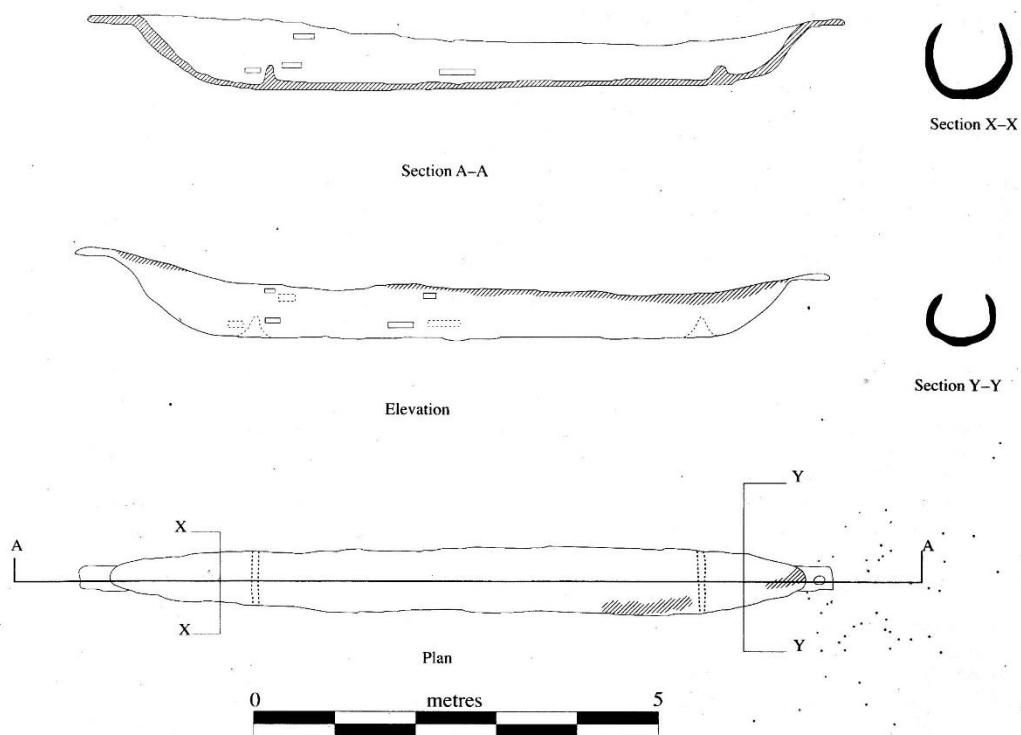 Section X–X
Section A–A
Section Y–Y
Elevation
Y
X
A
A
X
Y
Plan
0 metres 5